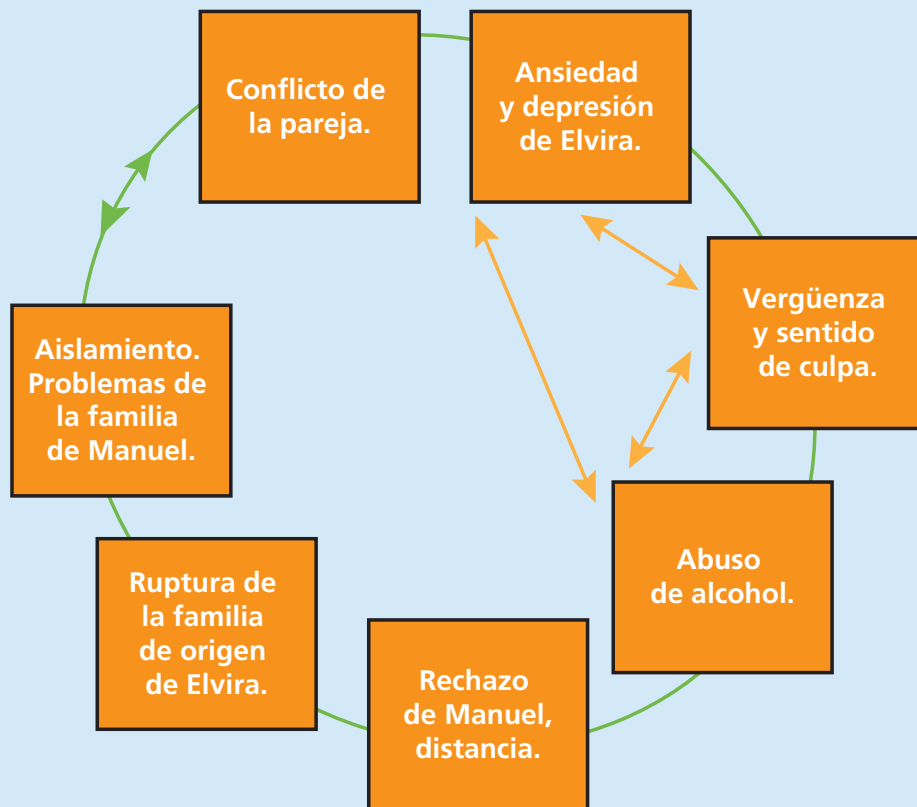 Conflicto de
la pareja.
Ansiedad
y depresión
de Elvira.
Vergüenza
y sentido
de culpa.
Abuso
de alcohol.
Rechazo
de Manuel,
distancia.
Ruptura de
la familia
de origen
de Elvira.
Aislamiento.
Problemas de
la familia
de Manuel.